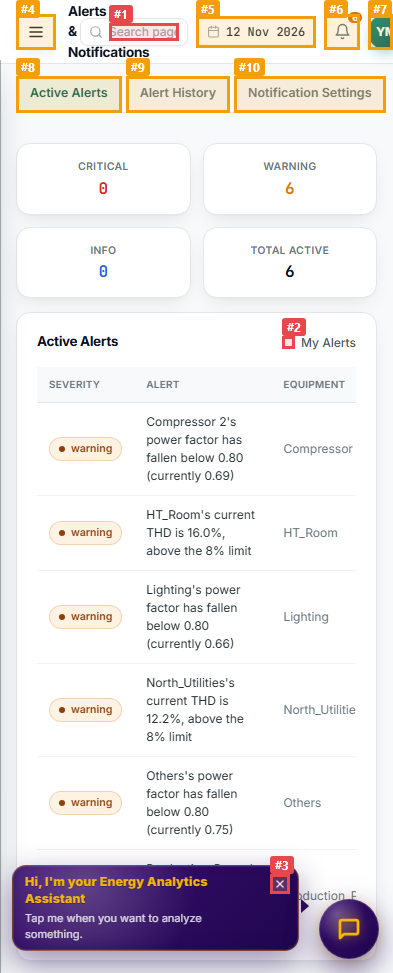 #4
Alerts
& Notifications
#1
Search page
#5
12 Nov 2026
#6
#7
YM
#8
Active Alerts
#9
Alert History
#10
Notification Settings
CRITICAL
0
WARNING
6
INFO
0
TOTAL ACTIVE
6
Active Alerts
#2
My Alerts
SEVERITY ALERT EQUIPMENT
Compressor 2's
power factor has
warning Compressor
fallen below 0.80
(currently 0.69)
HT_Room's current
warning THD is 16.0%, HT_Room
above the 8% limit
Lighting's power
factor has fallen
warning Lighting
below 0.80
(currently 0.66)
North_Utilities's
current THD is
warning North_Utilitie
12.2%, above the
8% limit
Others's power
factor has fallen
warning Others
below 0.80
(currently 0.75)
#3
Hi, I'm your Energy Analytics
Assistant
Tap me when you want to analyze
something.